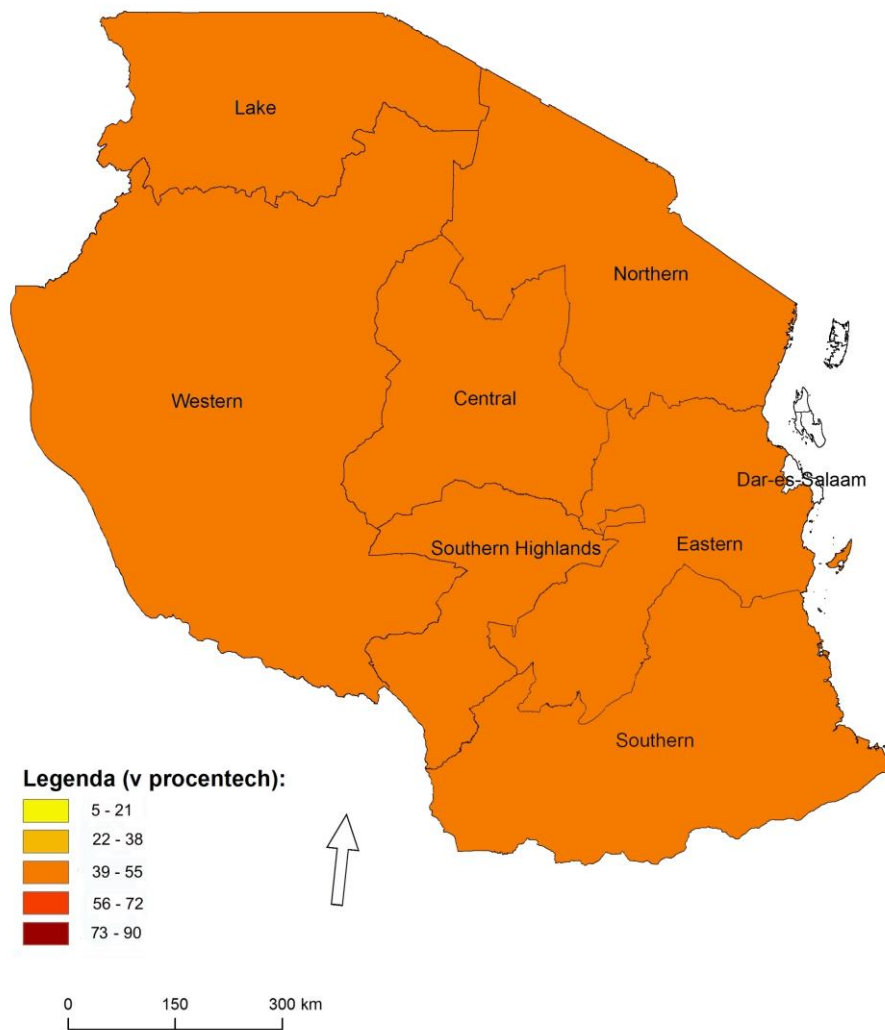 Lake
Northern
Western
Central
Dar-es-Salaam
Southern Highlands
Eastern
Southern
Legenda (v procentech):
5 - 21
22 - 38
39 - 55
56 - 72
73 - 90
0 150 300 km